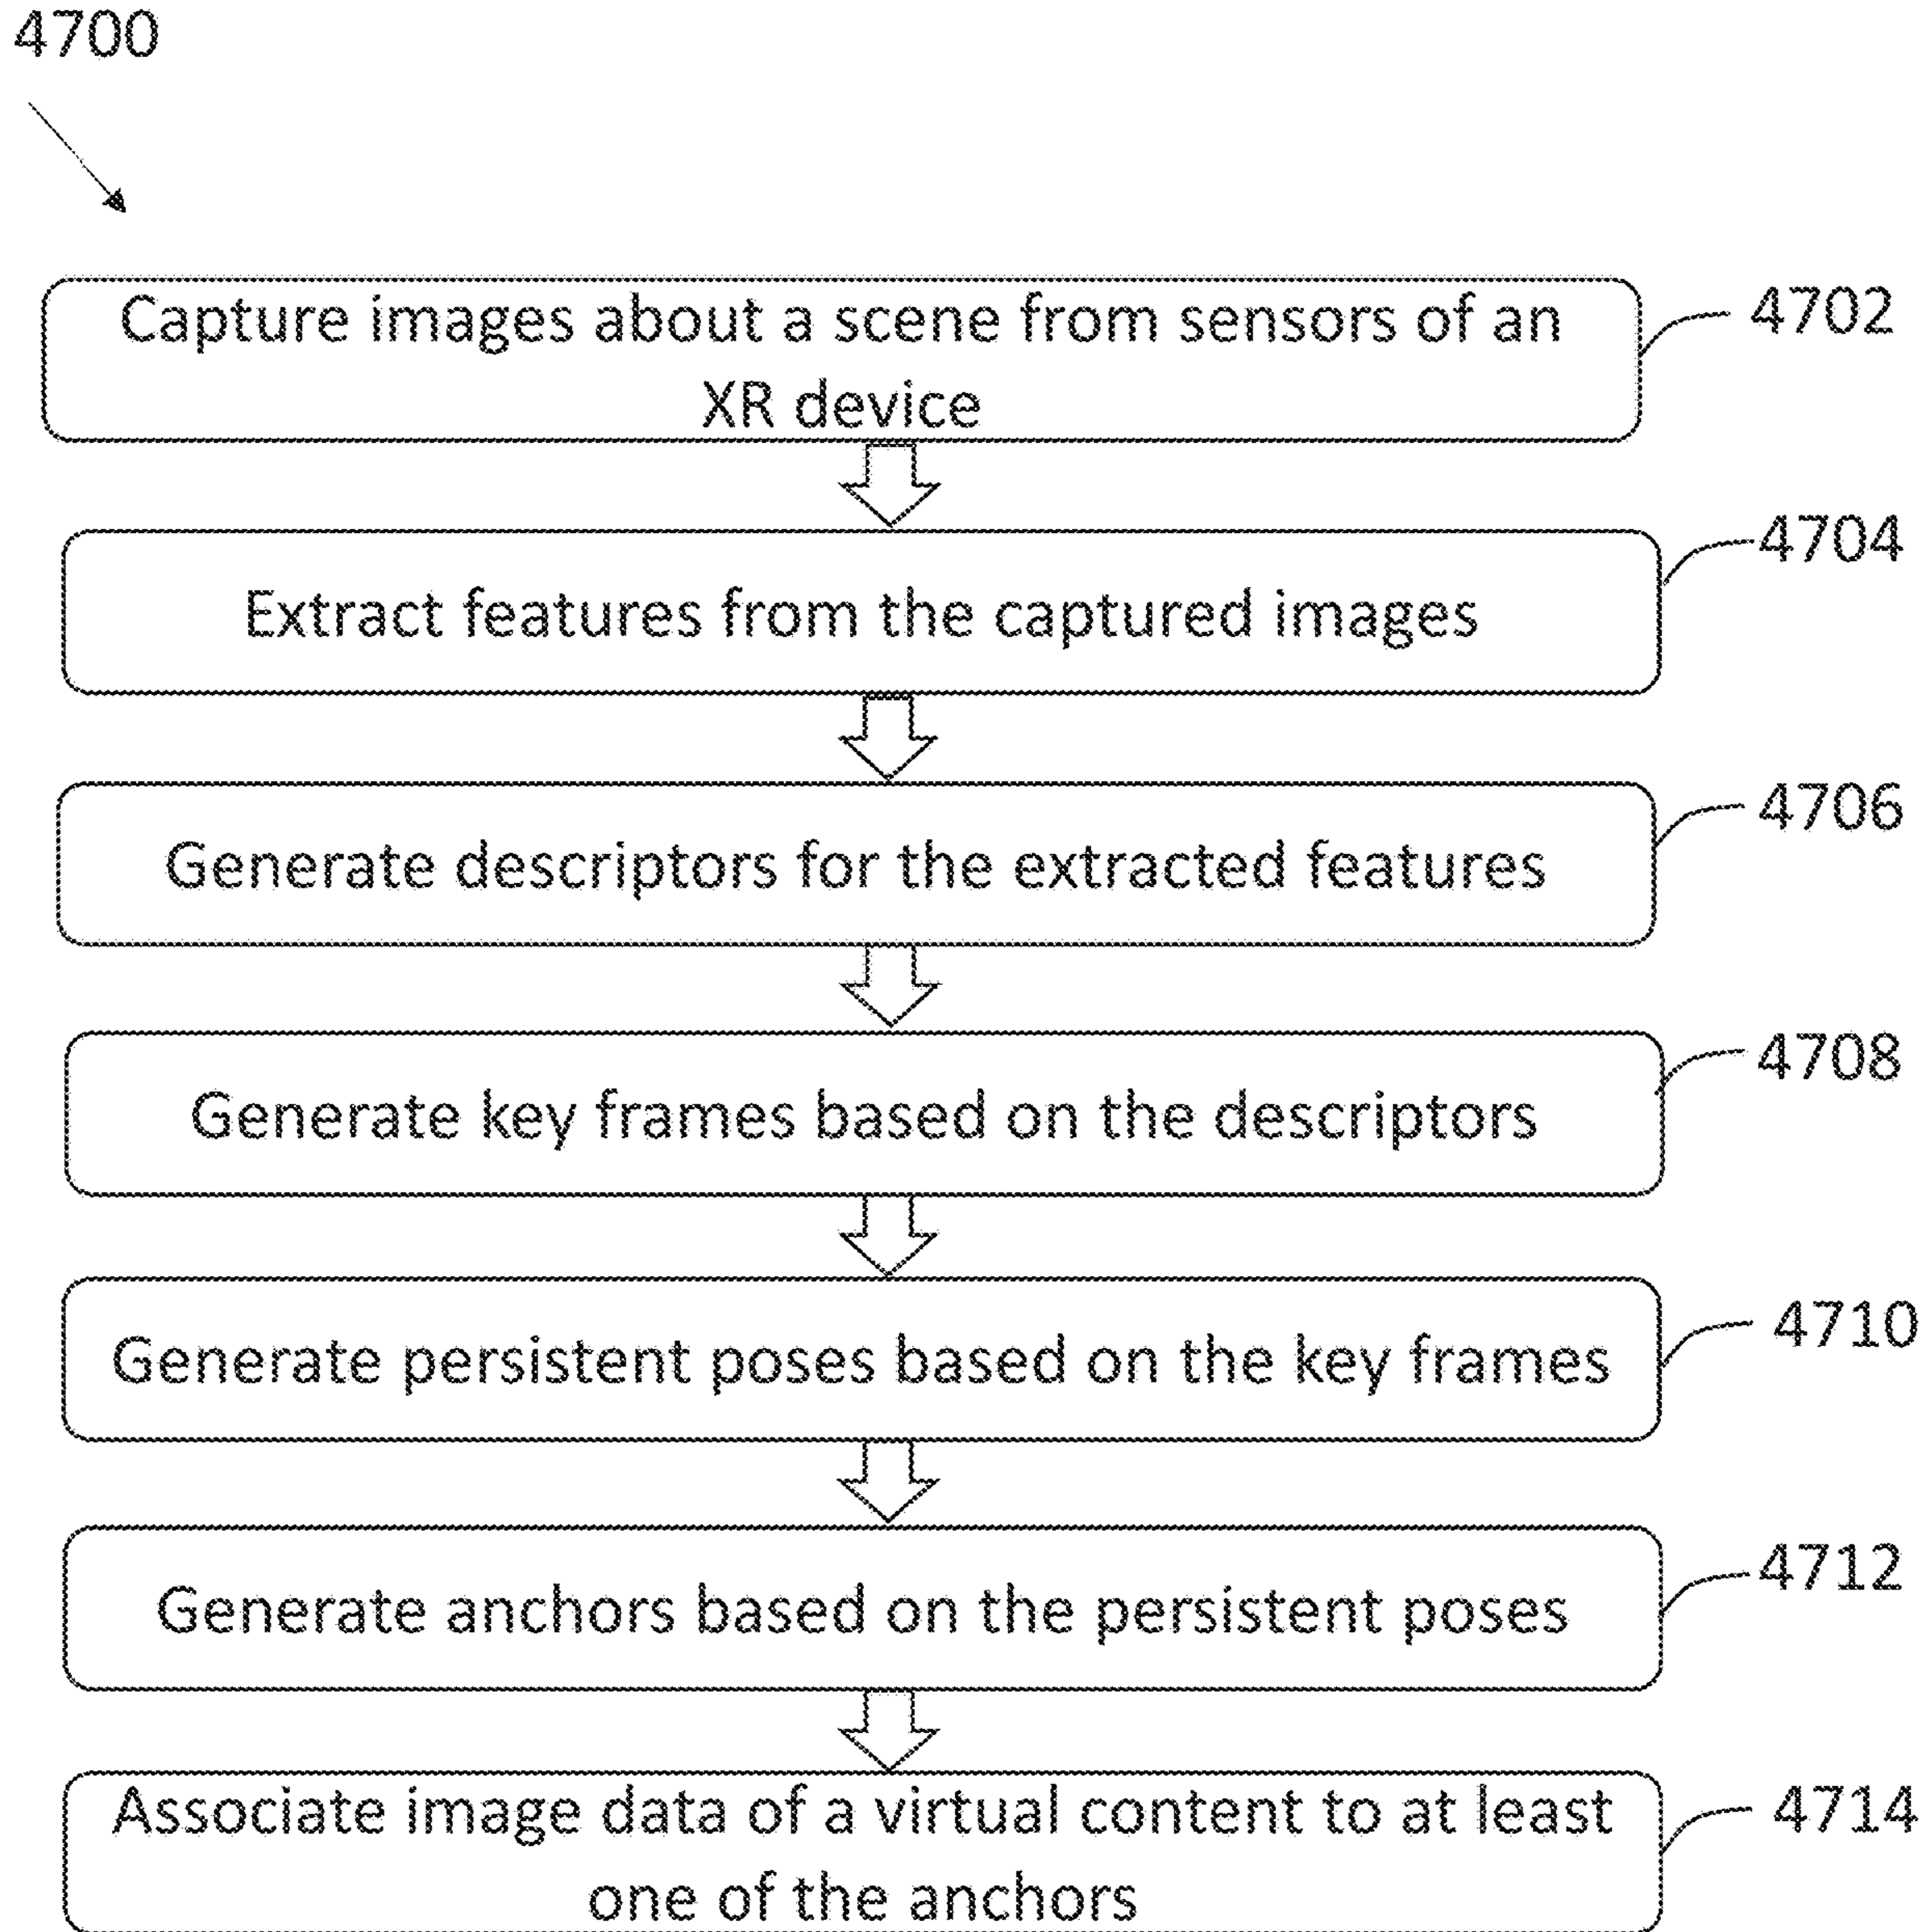 4700
Capture images about a scene from sensors of an
XR device
4702
Extract features from the captured images
4704
Generate descriptors for the extracted features
4706
Generate key frames based on the descriptors
4708
Generate persistent poses based on the key frames
4710
Generate anchors based on the persistent poses
4712
Associate image data of a virtual content to at least
one of the anchors
4714